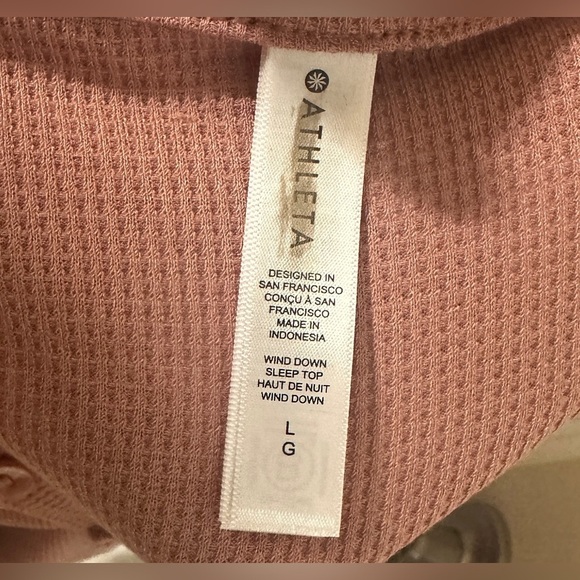 ATHLETA
DESIGNED IN
SAN FRANCISCO
CONÇU À SAN
FRANCISCO
MADE IN
INDONESIA
WIND DOWN
SLEEP TOP
HAUT DE NUIT
WIND DOWN
L
G